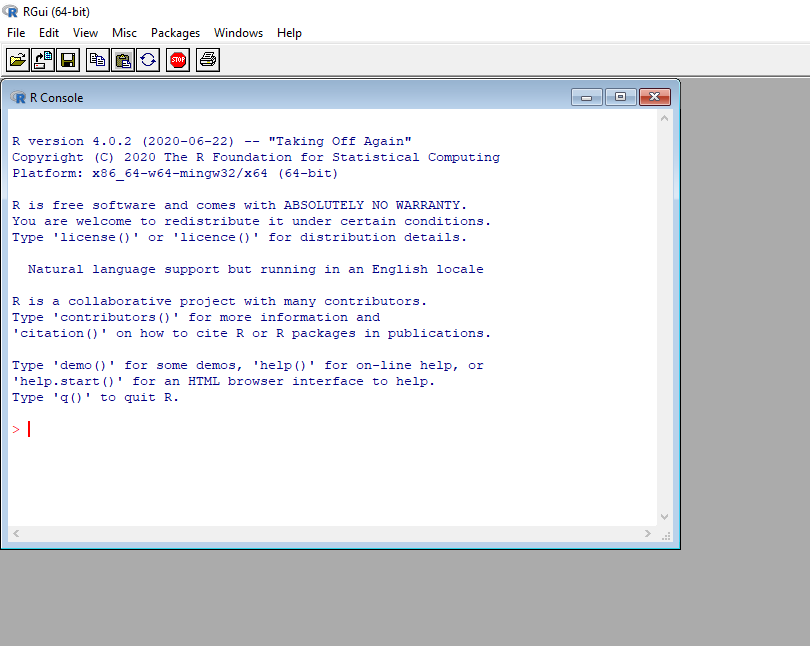 RGui (64-bit)
File Edit View Misc Packages Windows Help
STOP
R Console
R version 4.0.2 (2020-06-22) -- "Taking Off Again"
Copyright (C) 2020 The R Foundation for Statistical Computing
Platform: x86_64-w64-mingw32/x64 (64-bit)
R is free software and comes with ABSOLUTELY NO WARRANTY.
You are welcome to redistribute it under certain conditions.
Type 'license()' or 'licence()' for distribution details.
Natural language support but running in an English locale
R is a collaborative project with many contributors.
Type 'contributors()' for more information and
'citation()' on how to cite R or R packages in publications.
Type 'demo()' for some demos, 'help()' for on-line help, or
'help.start()' for an HTML browser interface to help.
Type 'q()' to quit R.
>